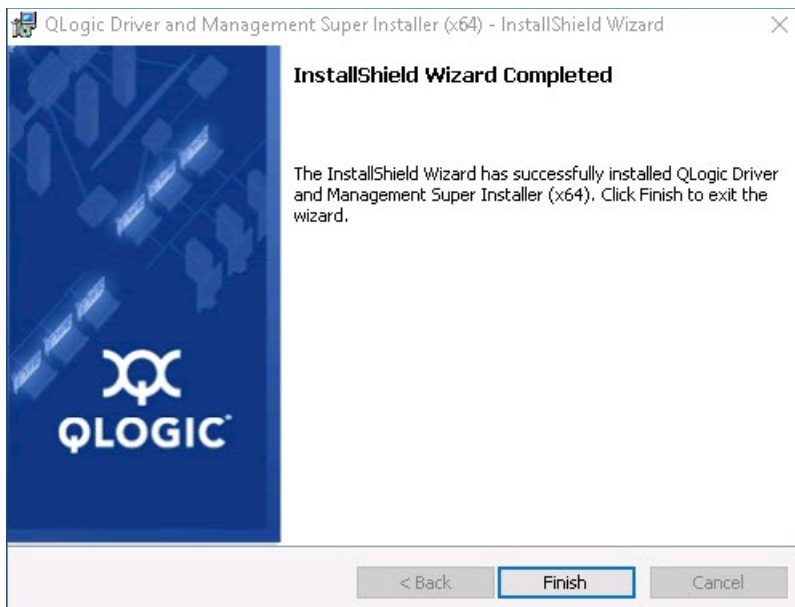 QLogic Driver and Management Super Installer (x64) - InstallShield Wizard
InstallShield Wizard Completed
The InstallShield Wizard has successfully installed QLogic Driver
and Management Super Installer (x64). Click Finish to exit the
wizard.
QLOGIC
< Back
Finish
Cancel